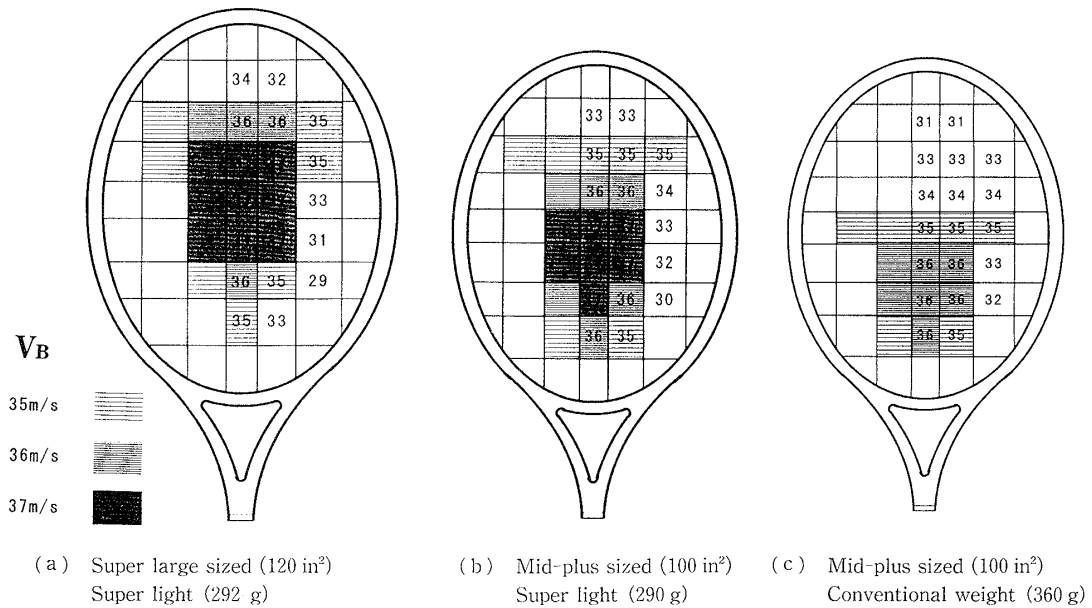 34 32
36 36 35
35
33
31
36 35 29
35 33
33 33
35 35 35
36 36 34
33
32
36 30
36 35
31 31
33 33 33
34 34 34
35 35 35
36 36 33
36 36 32
36 35
VB
35m/s
36m/s
37m/s
(a) Super large sized (120 in²)
Super light (292 g)
(b) Mid-plus sized (100 in²)
Super light (290 g)
(c) Mid-plus sized (100 in²)
Conventional weight (360 g)